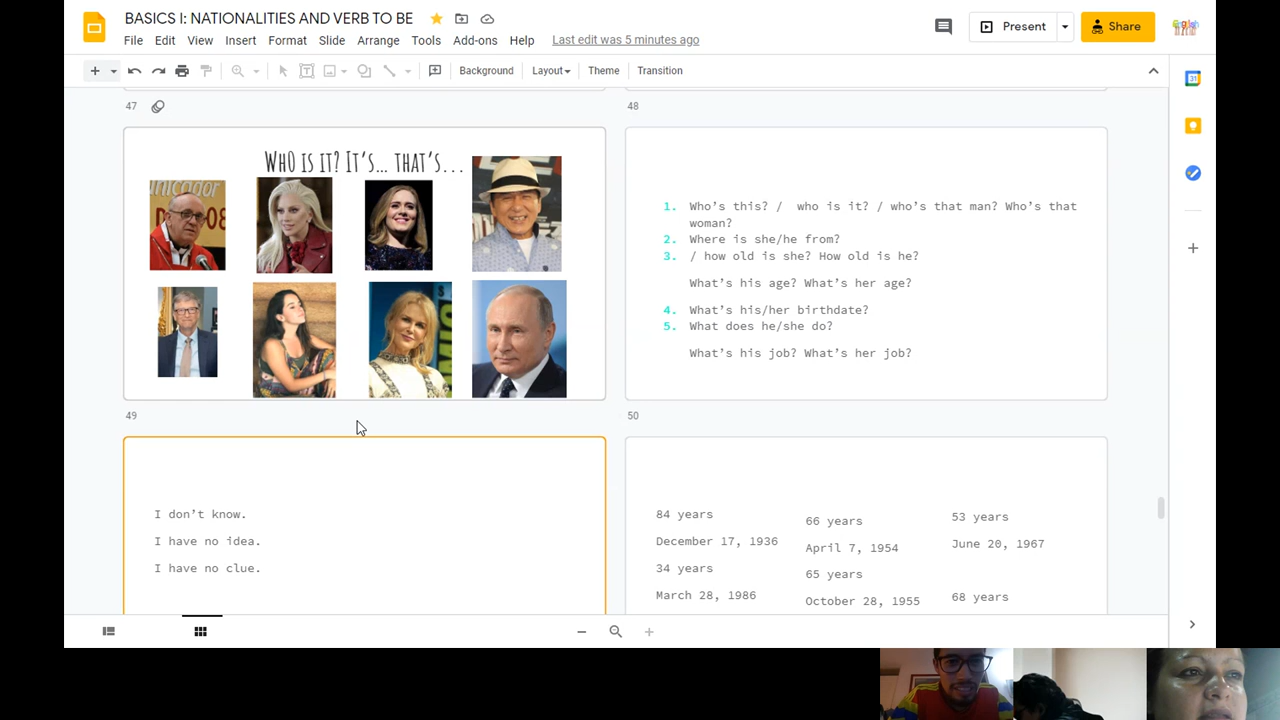 BASICS I: NATIONALITIES AND VERB TO BE
Share
Present
File Edit View Insert Format Slide Arrange Tools Add-ons Help Last edit was 5 minutes ago
Background Layout Theme Transition
47
48
WHO IS IT? IT'S... THAT'S...
unicador
1. Who's this? / who is it? / who's that man? Who's that
woman?
2. Where is she/he from?
3. / how old is she? How old is he?
What's his age? What's her age?
4. What's his/her birthdate?
5. What does he/she do?
What's his job? What's her job?
49
50
I don't know.
I have no idea.
I have no clue.
84 years
December 17, 1936
34 years
March 28, 1986
66 years
April 7, 1954
65 years
October 28, 1955
53 years
June 20, 1967
68 years
31